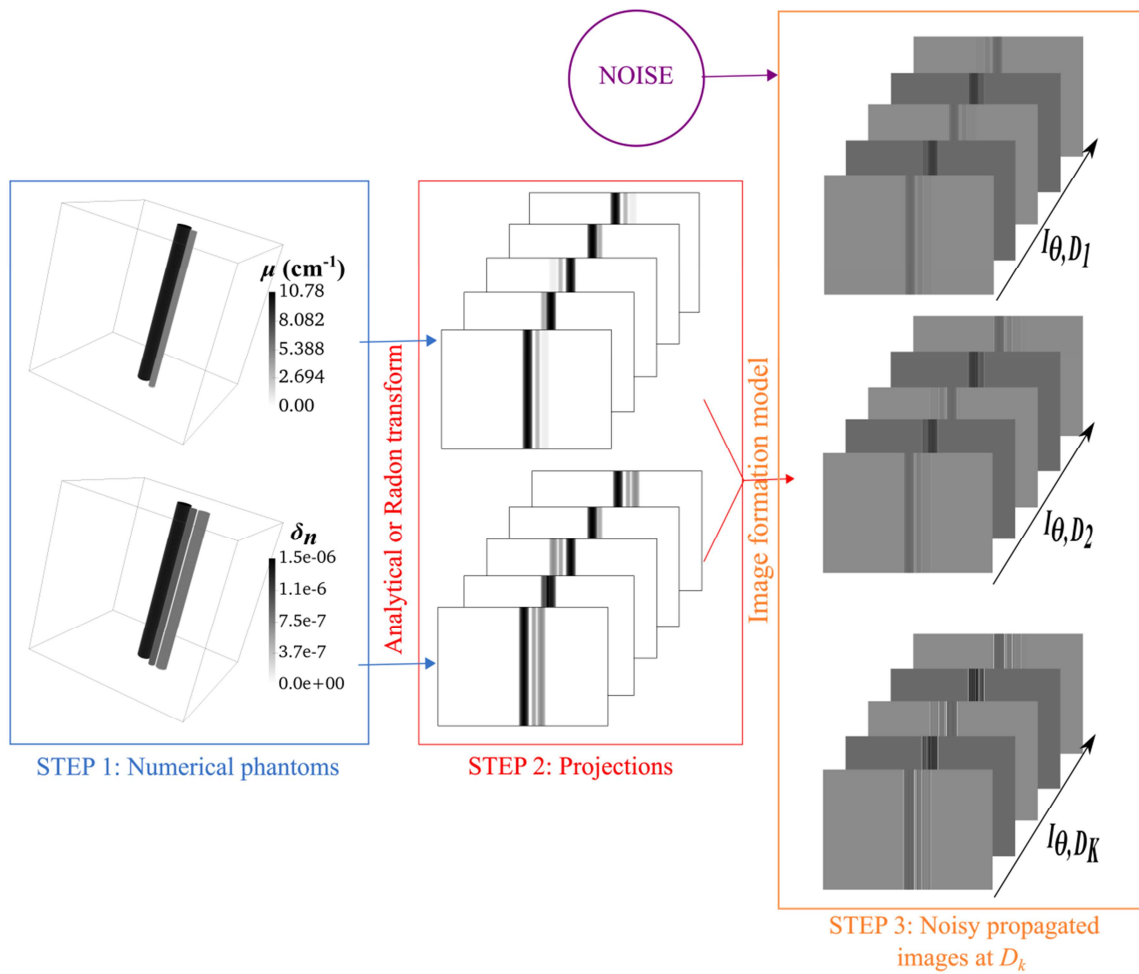 NOISE
μ (cm⁻¹)
10.78
8.082
5.388
2.694
0.00
δn
1.5e-06
1.1e-6
7.5e-7
3.7e-7
0.0e+00
STEP 1: Numerical phantoms
Analytical or Radon transform
STEP 2: Projections
Image formation model
Iθ,D1
Iθ,D2
Iθ,DK
STEP 3: Noisy propagated
images at Dk